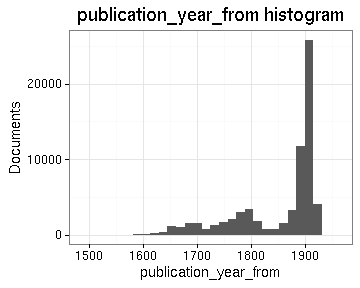 publication_year_from histogram
Documents
20000
10000
0
1500 1600 1700 1800 1900
publication_year_from